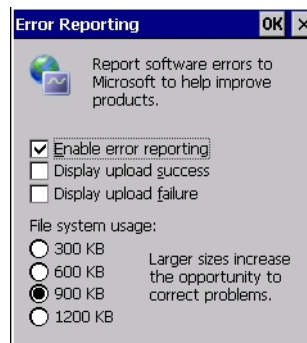 Error Reporting OK ×
Report software errors to
Microsoft to help improve
products.
Enable error reporting
Display upload success
Display upload failure
File system usage:
300 KB
600 KB
900 KB
1200 KB
Larger sizes increase
the opportunity to
correct problems.